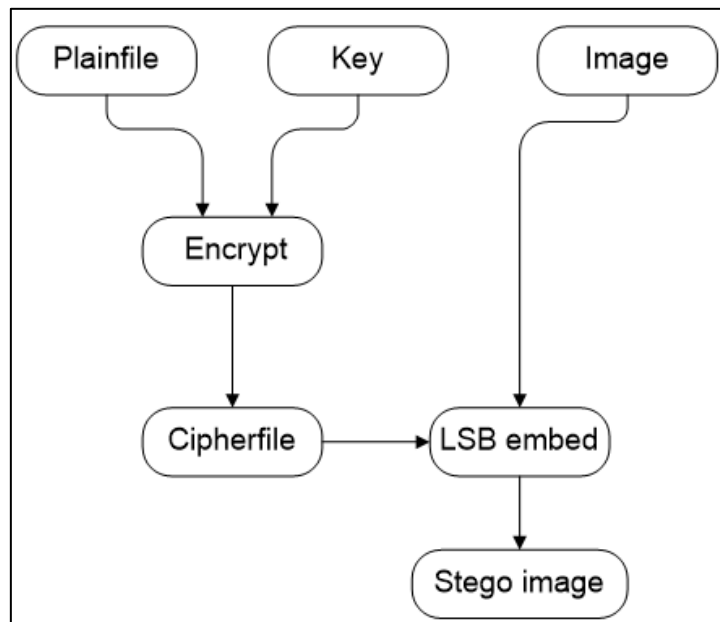 Plainfile
Key
Image
Encrypt
Cipherfile
LSB embed
Stego image